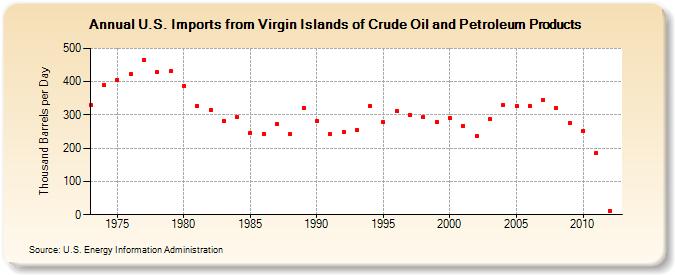 Annual U.S. Imports from Virgin Islands of Crude Oil and Petroleum Products
Thousand Barrels per Day
500
400
300
200
100
0
1975 1980 1985 1990 1995 2000 2005 2010
Source: U.S. Energy Information Administration